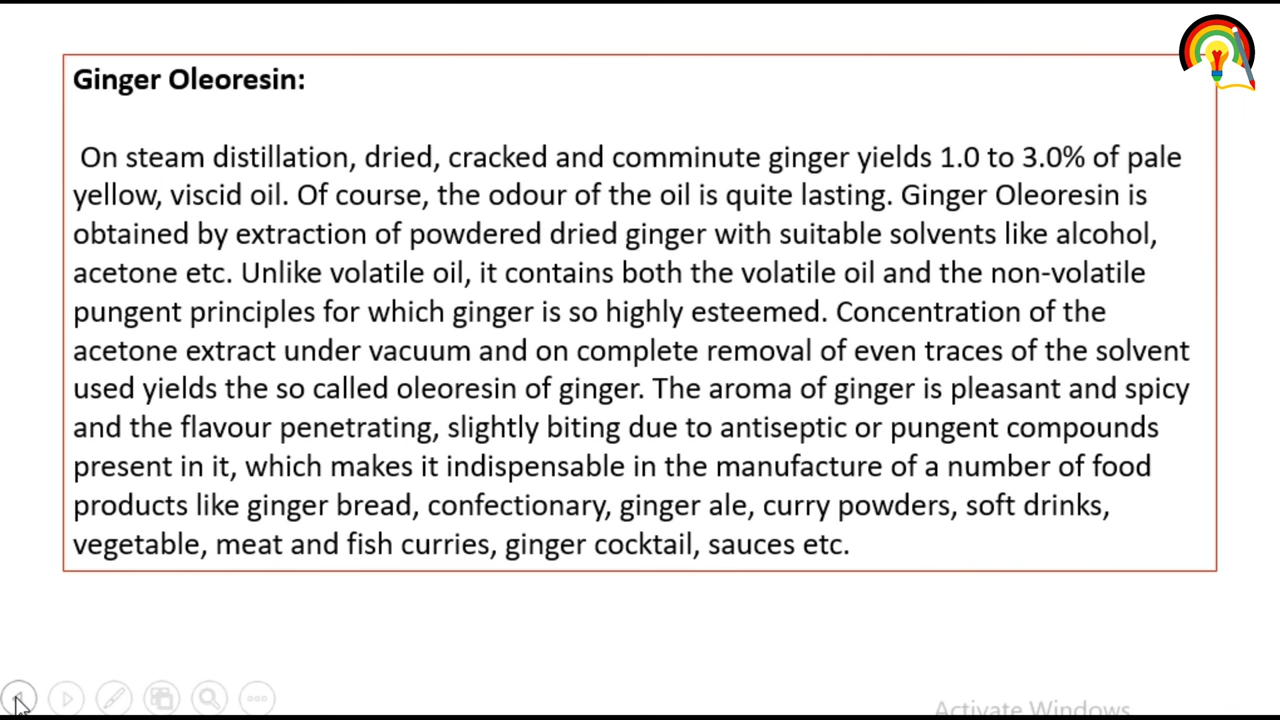 Ginger Oleoresin:
On steam distillation, dried, cracked and comminute ginger yields 1.0 to 3.0% of pale
yellow, viscid oil. Of course, the odour of the oil is quite lasting. Ginger Oleoresin is
obtained by extraction of powdered dried ginger with suitable solvents like alcohol,
acetone etc. Unlike volatile oil, it contains both the volatile oil and the non-volatile
pungent principles for which ginger is so highly esteemed. Concentration of the
acetone extract under vacuum and on complete removal of even traces of the solvent
used yields the so called oleoresin of ginger. The aroma of ginger is pleasant and spicy
and the flavour penetrating, slightly biting due to antiseptic or pungent compounds
present in it, which makes it indispensable in the manufacture of a number of food
products like ginger bread, confectionary, ginger ale, curry powders, soft drinks,
vegetable, meat and fish curries, ginger cocktail, sauces etc.
Activate Windows